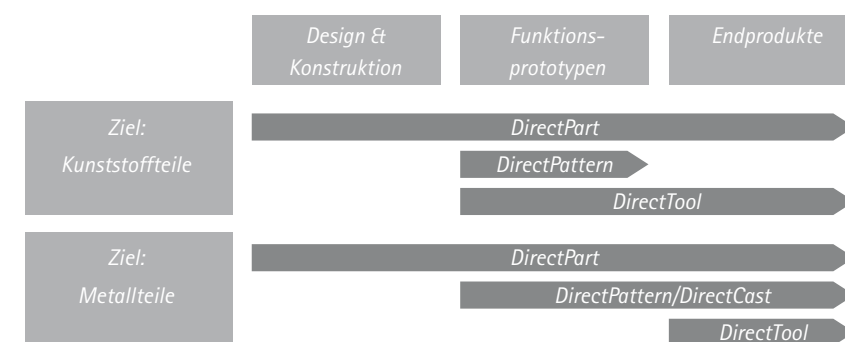 Design &
Konstruktion
Funktions-
prototypen
Endprodukte
Ziel:
Kunststoffteile
DirectPart
DirectPattern
DirectTool
Ziel:
Metallteile
DirectPart
DirectPattern/DirectCast
DirectTool